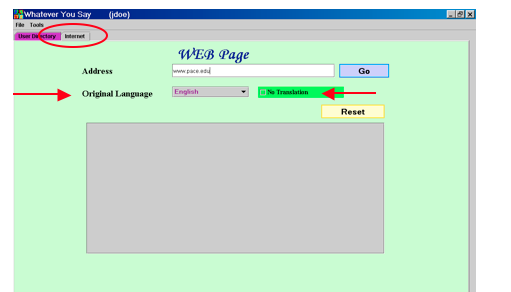 Whatever You Say (jdoe)
File Tools
User Directory Internet
WEB Page
Address www.pace.edu Go
Original Language English No Translation
Reset